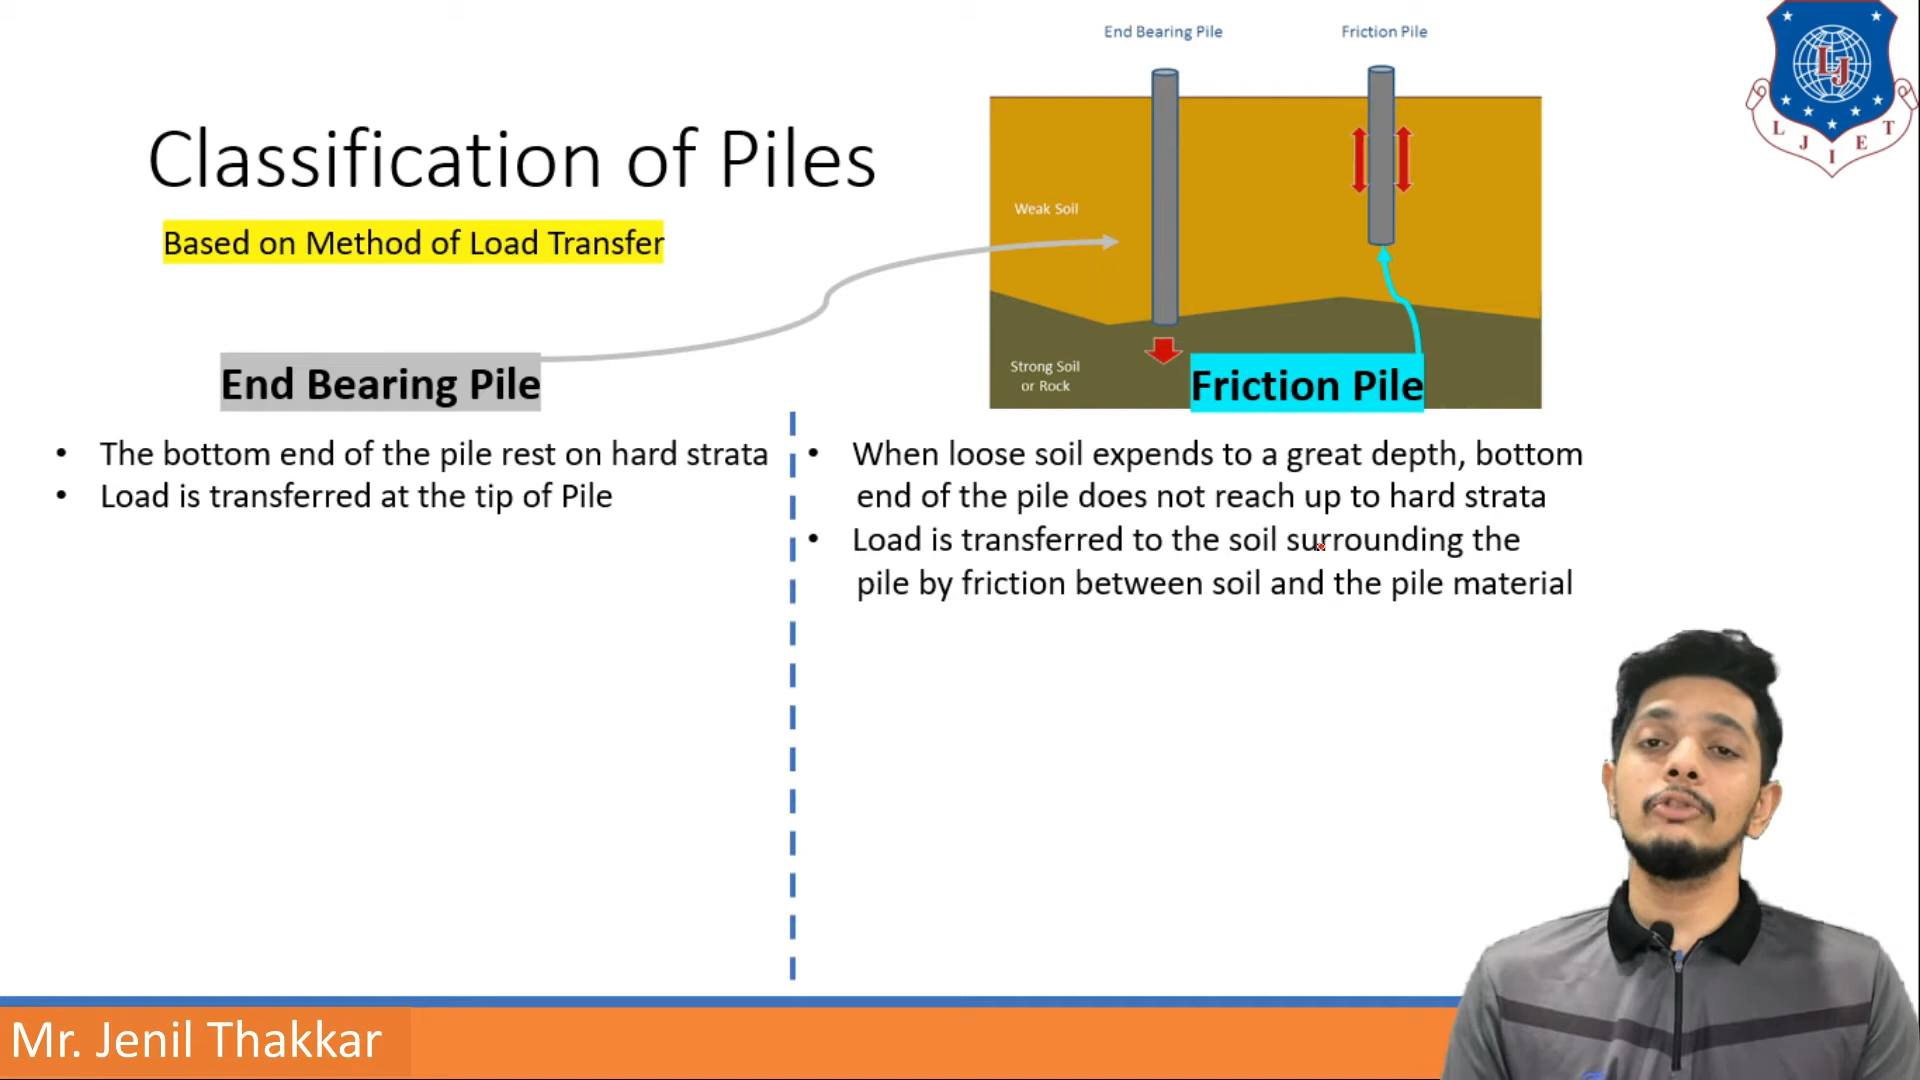 End Bearing Pile
Friction Pile
L J I E T
LJ
Classification of Piles
Based on Method of Load Transfer
Weak Soil
Strong Soil
or Rock
End Bearing Pile
• The bottom end of the pile rest on hard strata
• Load is transferred at the tip of Pile
Friction Pile
• When loose soil expends to a great depth, bottom
end of the pile does not reach up to hard strata
• Load is transferred to the soil surrounding the
pile by friction between soil and the pile material
Mr. Jenil Thakkar